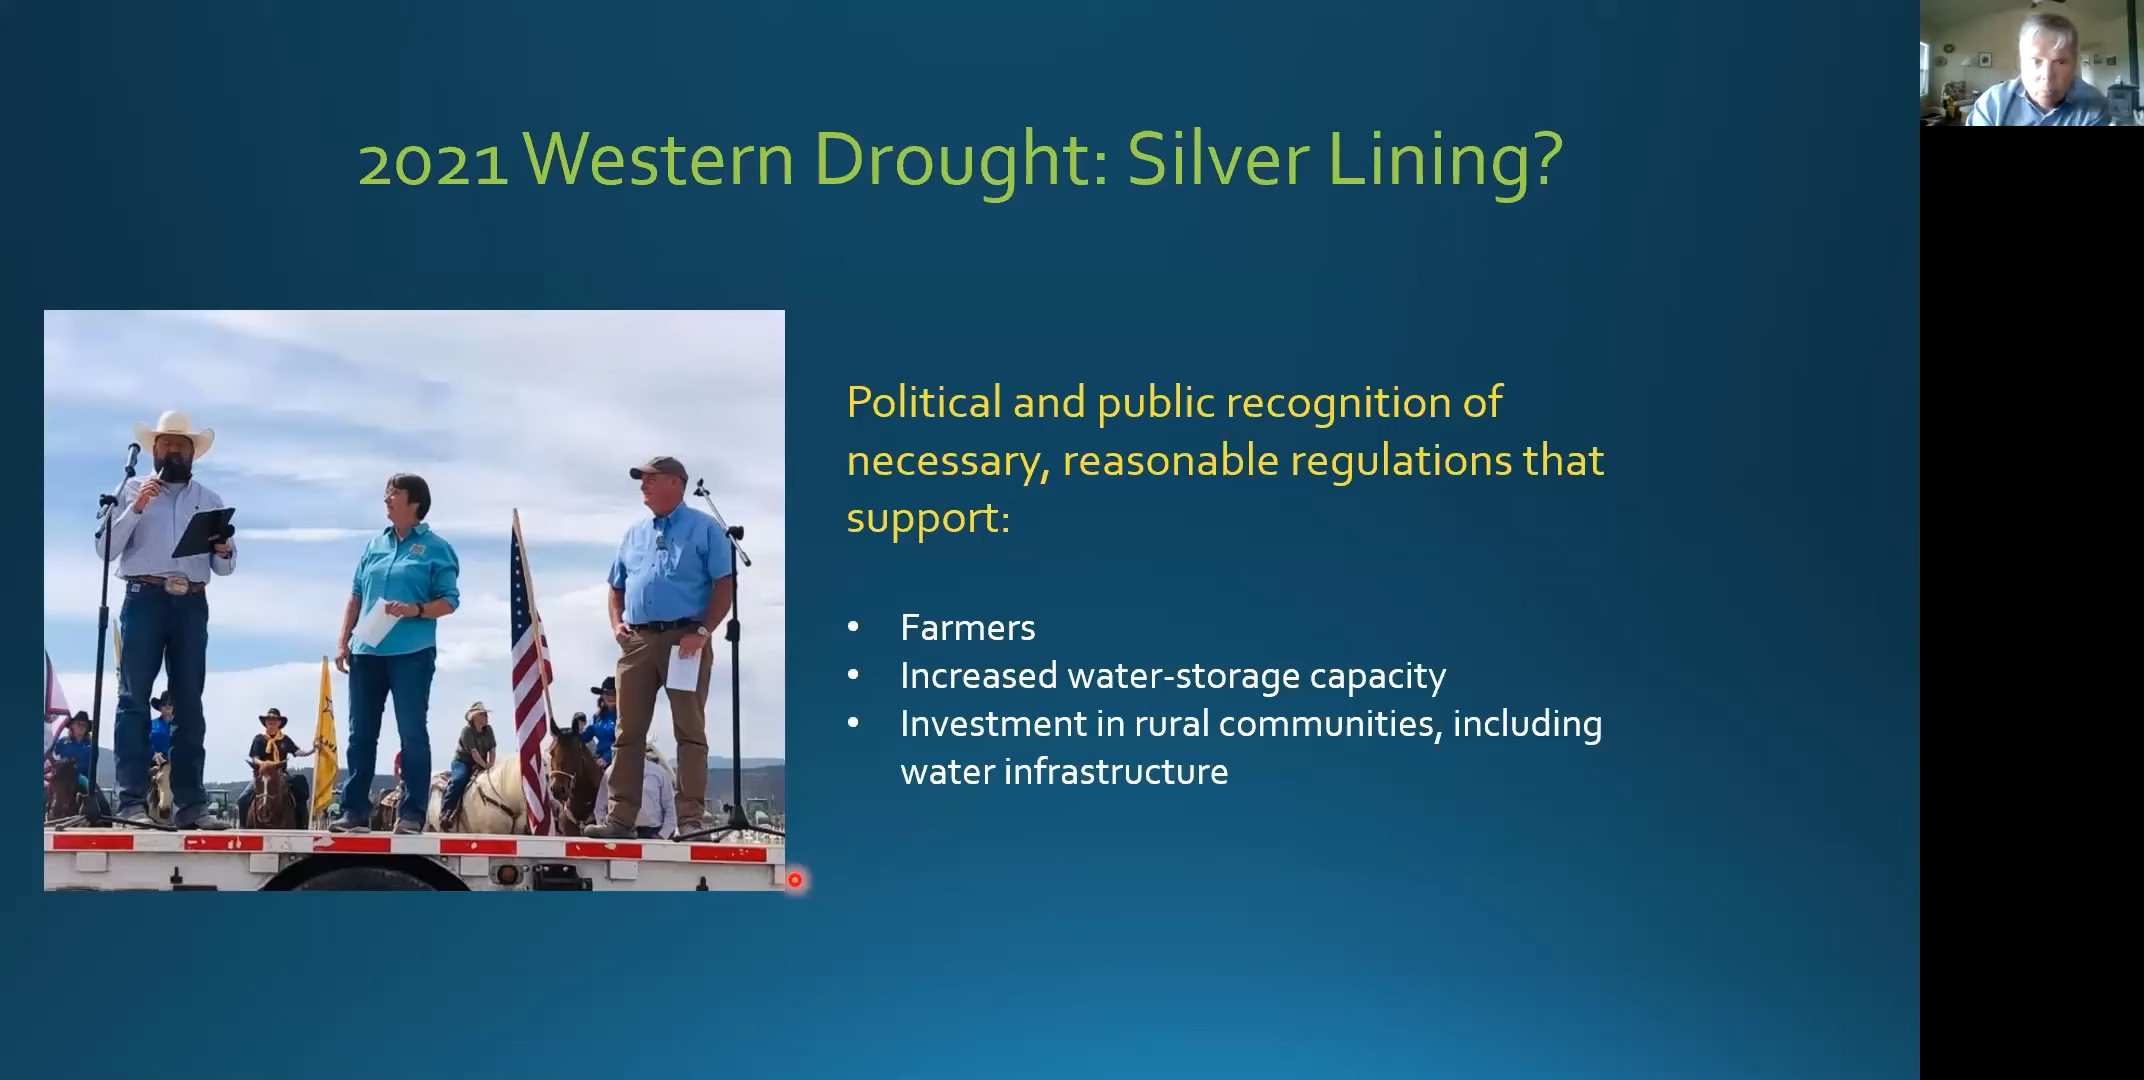 2021 Western Drought: Silver Lining?
Political and public recognition of
necessary, reasonable regulations that
support:
• Farmers
• Increased water-storage capacity
• Investment in rural communities, including
water infrastructure